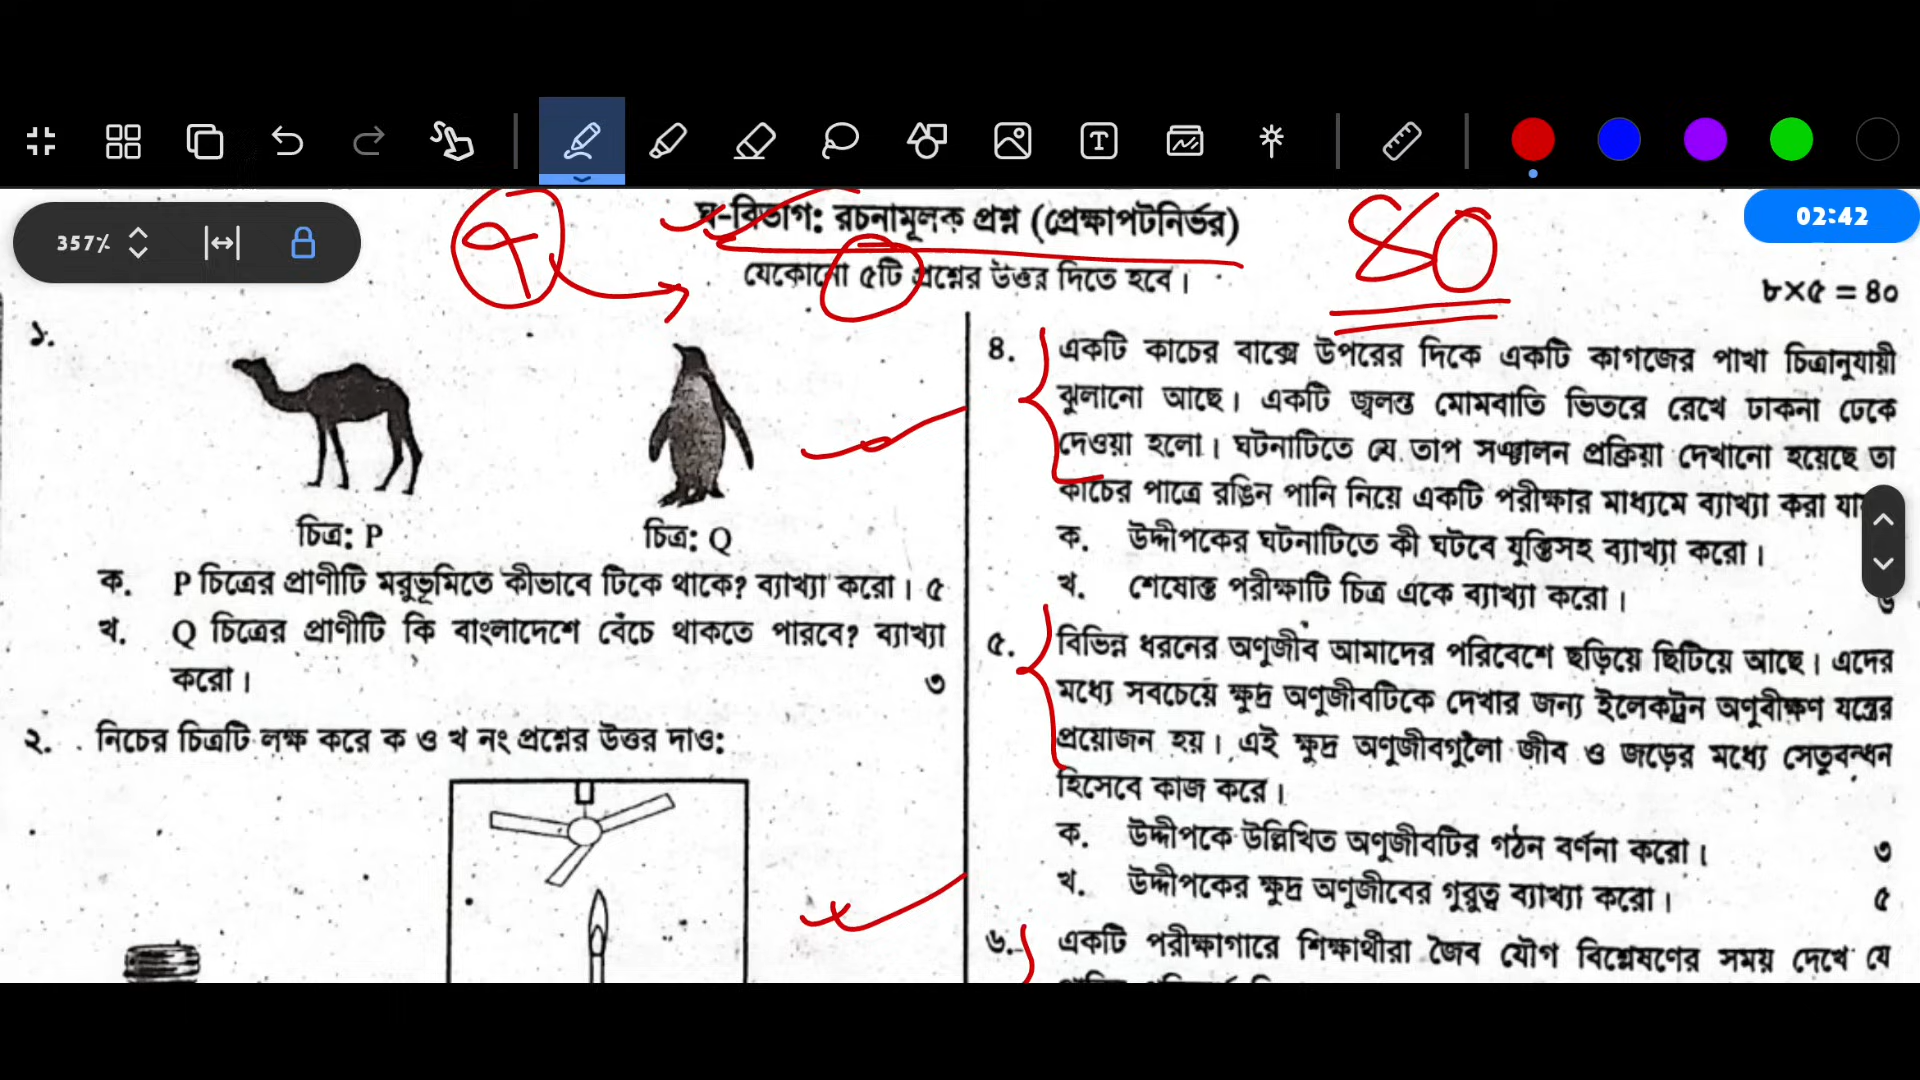 357%
02:42
ঘ-বিভাগ: রচনামূলক প্রশ্ন (প্রেক্ষাপটনির্ভর)
৪০
৭
যেকোনো ৫টি প্রশ্নের উত্তর দিতে হবে।
৮×৫ = ৪০
১.
চিত্র: P
চিত্র: Q
ক. P চিত্রের প্রাণীটি মরুভূমিতে কীভাবে টিকে থাকে? ব্যাখ্যা করো। ৫
খ. Q চিত্রের প্রাণীটি কি বাংলাদেশে বেঁচে থাকতে পারবে? ব্যাখ্যা
করো। ৩
২. নিচের চিত্রটি লক্ষ করে ক ও খ নং প্রশ্নের উত্তর দাও:
৪. একটি কাচের বাক্সে উপরের দিকে একটি কাগজের পাখা চিত্রানুযায়ী
ঝুলানো আছে। একটি জ্বলন্ত মোমবাতি ভিতরে রেখে ঢাকনা ঢেকে
দেওয়া হলো। ঘটনাটিতে যে তাপ সঞ্চালন প্রক্রিয়া দেখানো হয়েছে তা
কাচের পাত্রে রঙিন পানি নিয়ে একটি পরীক্ষার মাধ্যমে ব্যাখ্যা করা
ক. উদ্দীপকের ঘটনাটিতে কী ঘটবে যুক্তিসহ ব্যাখ্যা করো।
খ. শেষোক্ত পরীক্ষাটি চিত্র একে ব্যাখ্যা করো।
৫. বিভিন্ন ধরনের অণুজীব আমাদের পরিবেশে ছড়িয়ে ছিটিয়ে আছে। এদের
মধ্যে সবচেয়ে ক্ষুদ্র অণুজীবটিকে দেখার জন্য ইলেকট্রন অণুবীক্ষণ যন্ত্রের
প্রয়োজন হয়। এই ক্ষুদ্র অণুজীবগুলো জীব ও জড়ের মধ্যে সেতুবন্ধন
হিসেবে কাজ করে।
ক. উদ্দীপকে উল্লিখিত অণুজীবটির গঠন বর্ণনা করো। ৩
খ. উদ্দীপকের ক্ষুদ্র অণুজীবের গুরুত্ব ব্যাখ্যা করো। ৫
৬. একটি পরীক্ষাগারে শিক্ষার্থীরা জৈব যৌগ বিশ্লেষণের সময় দেখে যে